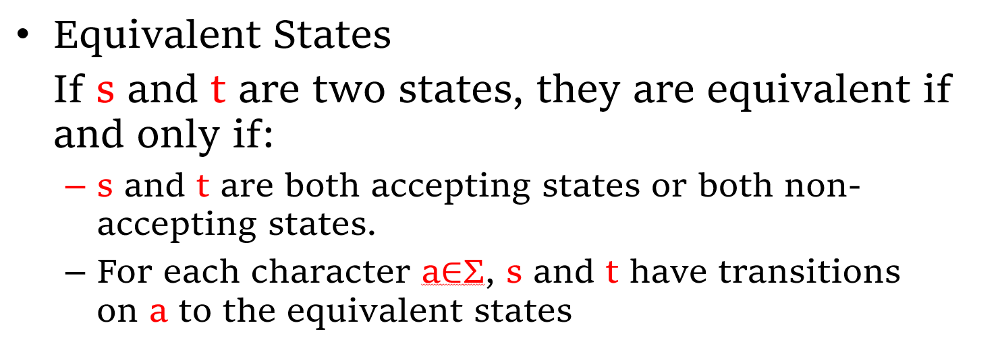 • Equivalent States
If s and t are two states, they are equivalent if
and only if:
– s and t are both accepting states or both non-
accepting states.
– For each character a∈Σ, s and t have transitions
on a to the equivalent states